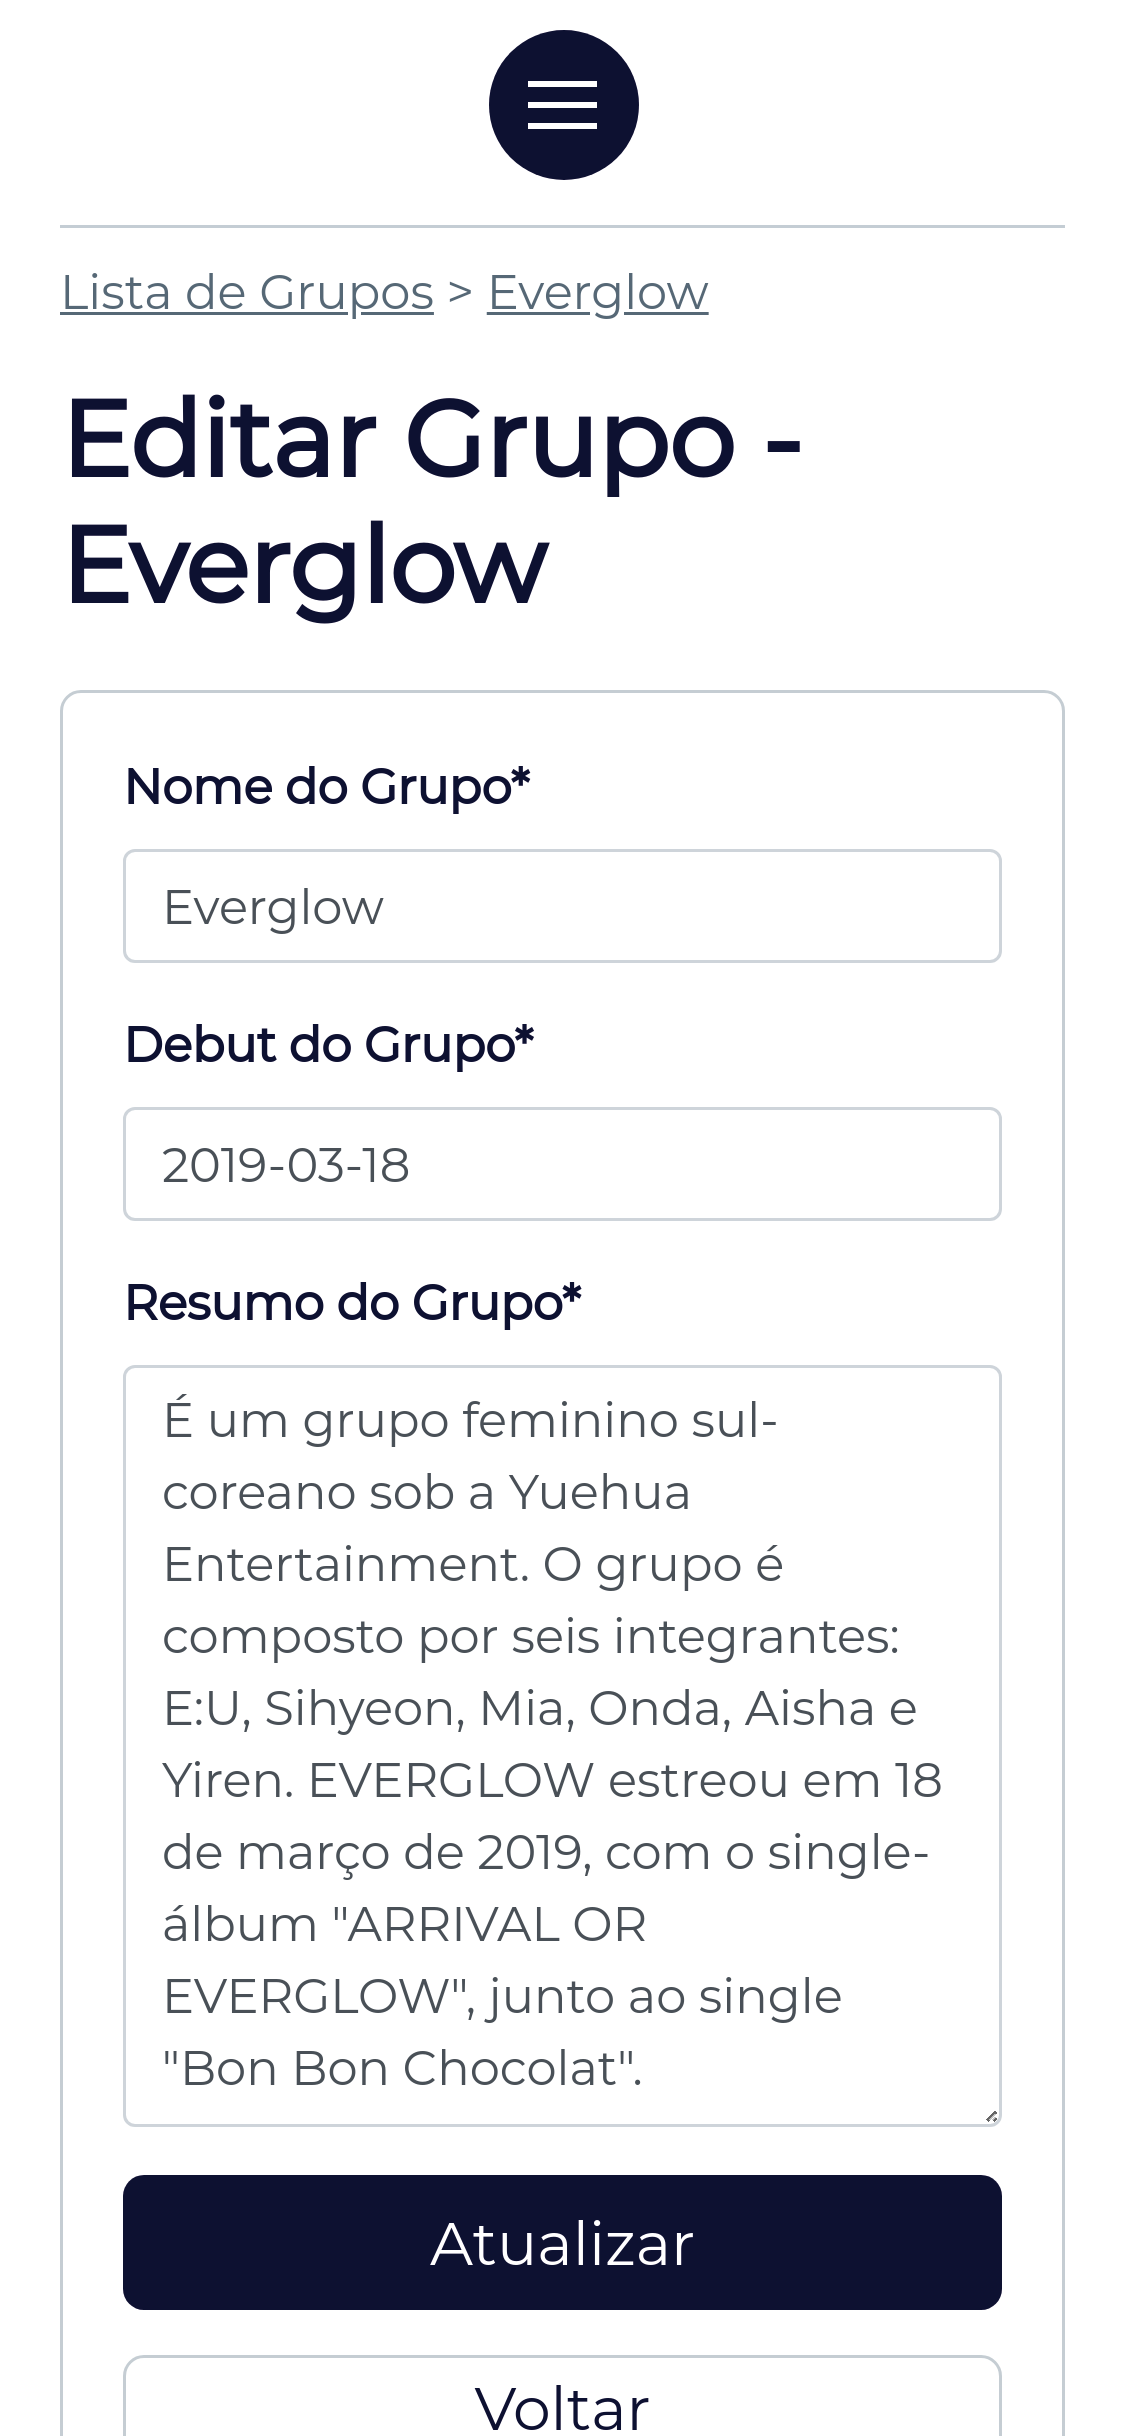 Lista de Grupos > Everglow
Editar Grupo -
Everglow
Nome do Grupo*
Everglow
Debut do Grupo*
2019-03-18
Resumo do Grupo*
É um grupo feminino sul-
coreano sob a Yuehua
Entertainment. O grupo é
composto por seis integrantes:
E:U, Sihyeon, Mia, Onda, Aisha e
Yiren. EVERGLOW estreou em 18
de março de 2019, com o single-
álbum "ARRIVAL OR
EVERGLOW", junto ao single
"Bon Bon Chocolat".
Atualizar
Voltar